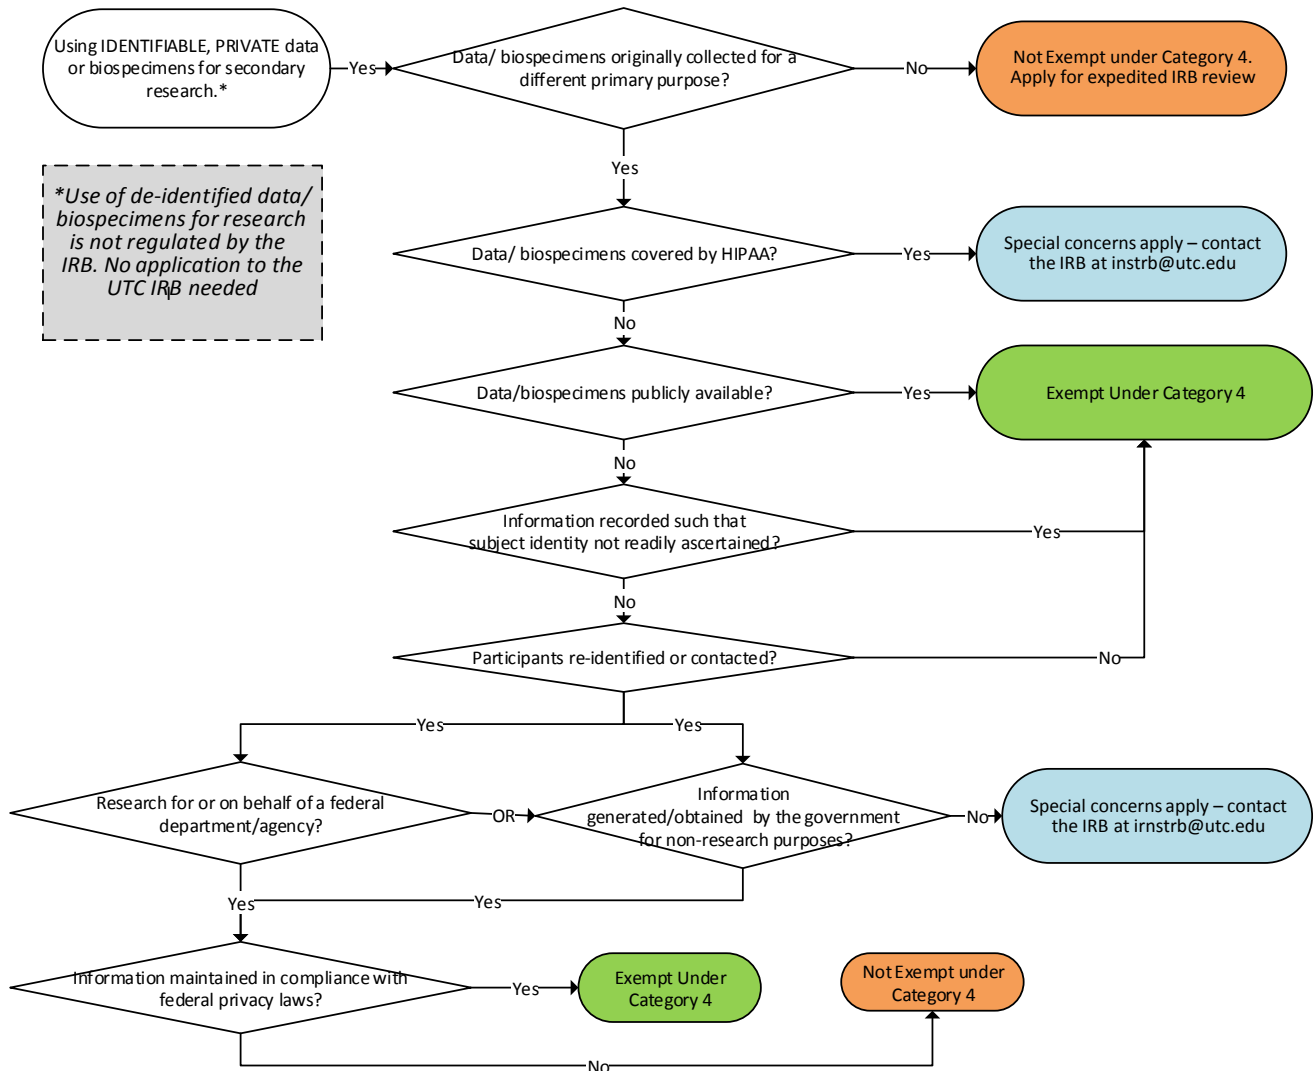 Using IDENTIFIABLE, PRIVATE data
or biospecimens for secondary
research.*
Yes
Data/ biospecimens originally collected for a
different primary purpose?
No
Not Exempt under Category 4.
Apply for expedited IRB review
Yes
*Use of de-identified data/
biospecimens for research
is not regulated by the
IRB. No application to the
UTC IRB needed
Data/ biospecimens covered by HIPAA?
Yes
Special concerns apply – contact
the IRB at instrb@utc.edu
No
Data/biospecimens publicly available?
Yes
Exempt Under Category 4
No
Information recorded such that
subject identity not readily ascertained?
Yes
No
Participants re-identified or contacted?
No
Yes
Yes
Research for or on behalf of a federal
department/agency?
OR
Information
generated/obtained by the government
for non-research purposes?
No
Special concerns apply – contact
the IRB at irnstrb@utc.edu
Yes
Yes
Information maintained in compliance with
federal privacy laws?
Yes
Exempt Under
Category 4
Not Exempt under
Category 4
No